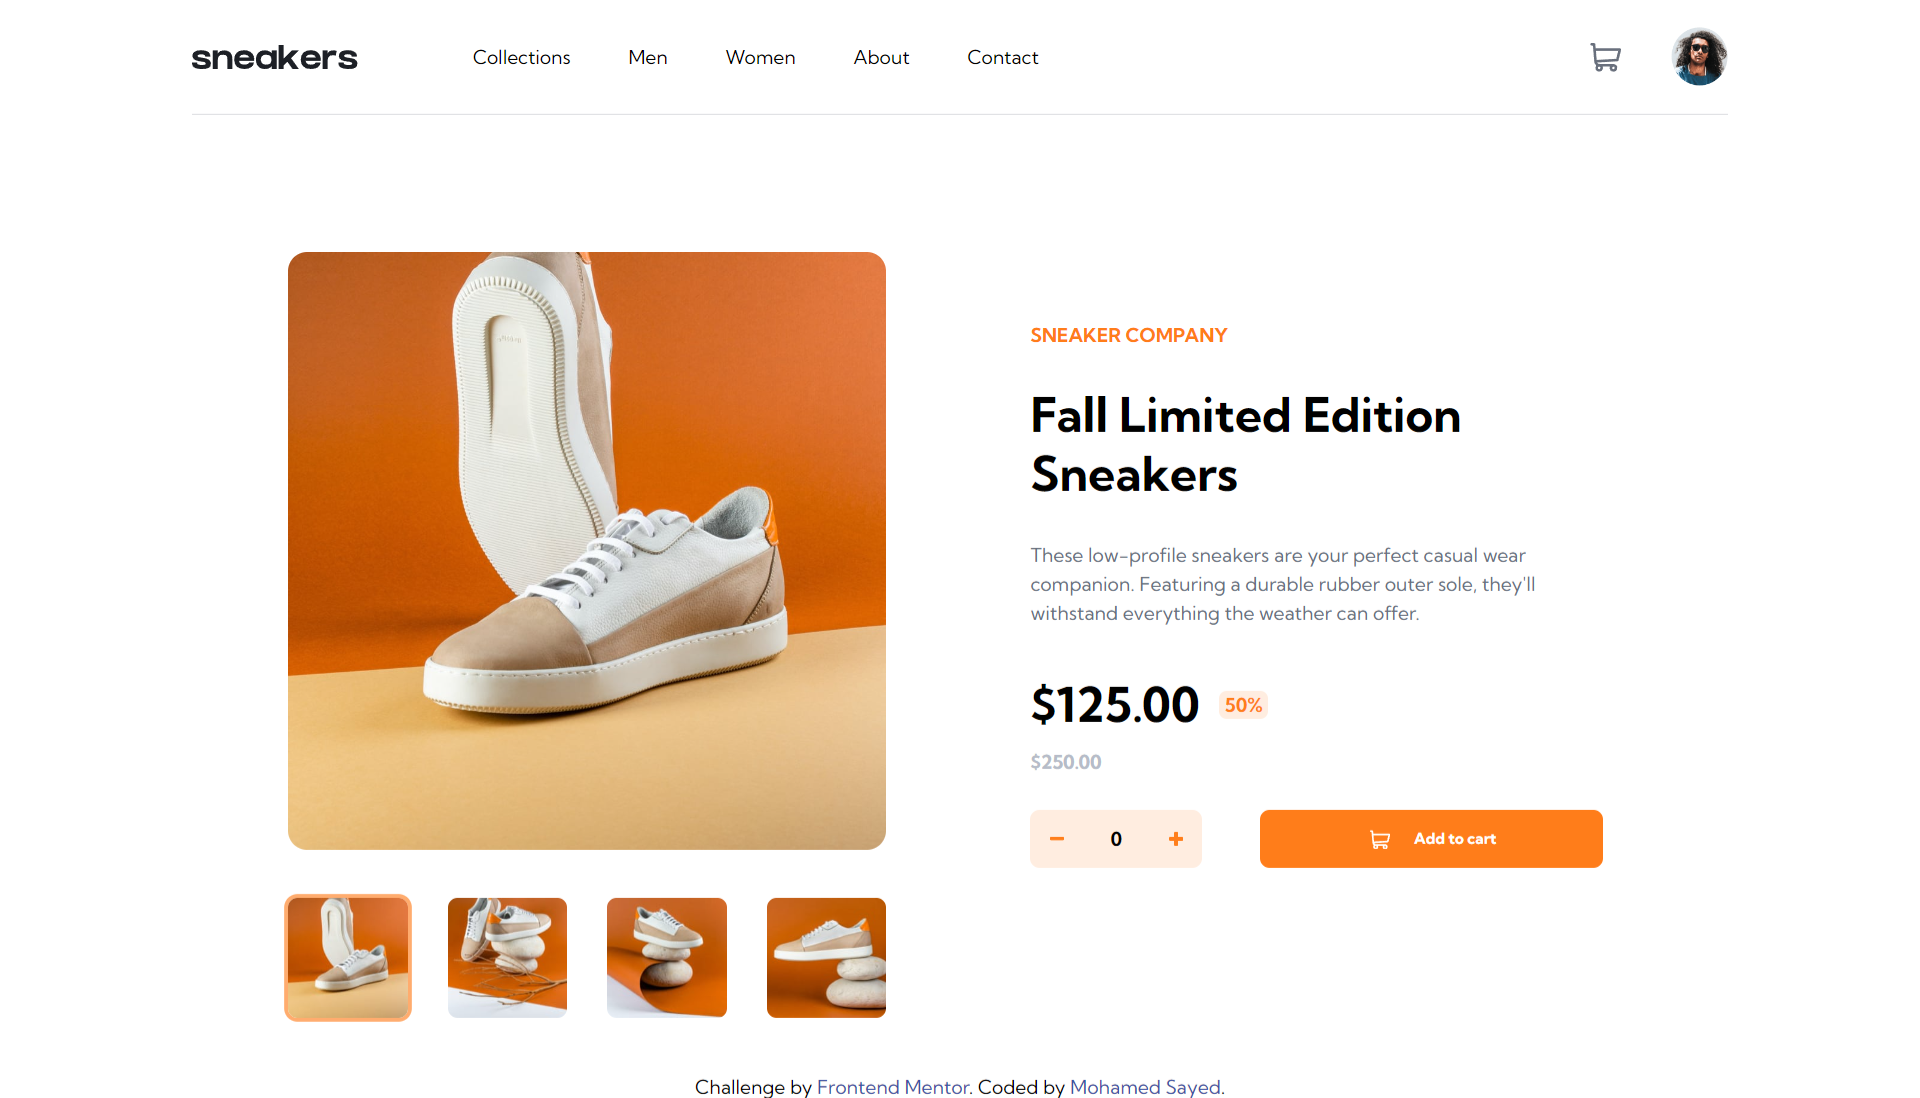 sneakers
Collections Men Women About Contact
SNEAKER COMPANY
Fall Limited Edition
Sneakers
These low-profile sneakers are your perfect casual wear
companion. Featuring a durable rubber outer sole, they'll
withstand everything the weather can offer.
$125.00 50%
$250.00
0
Add to cart
Challenge by Frontend Mentor. Coded by Mohamed Sayed.